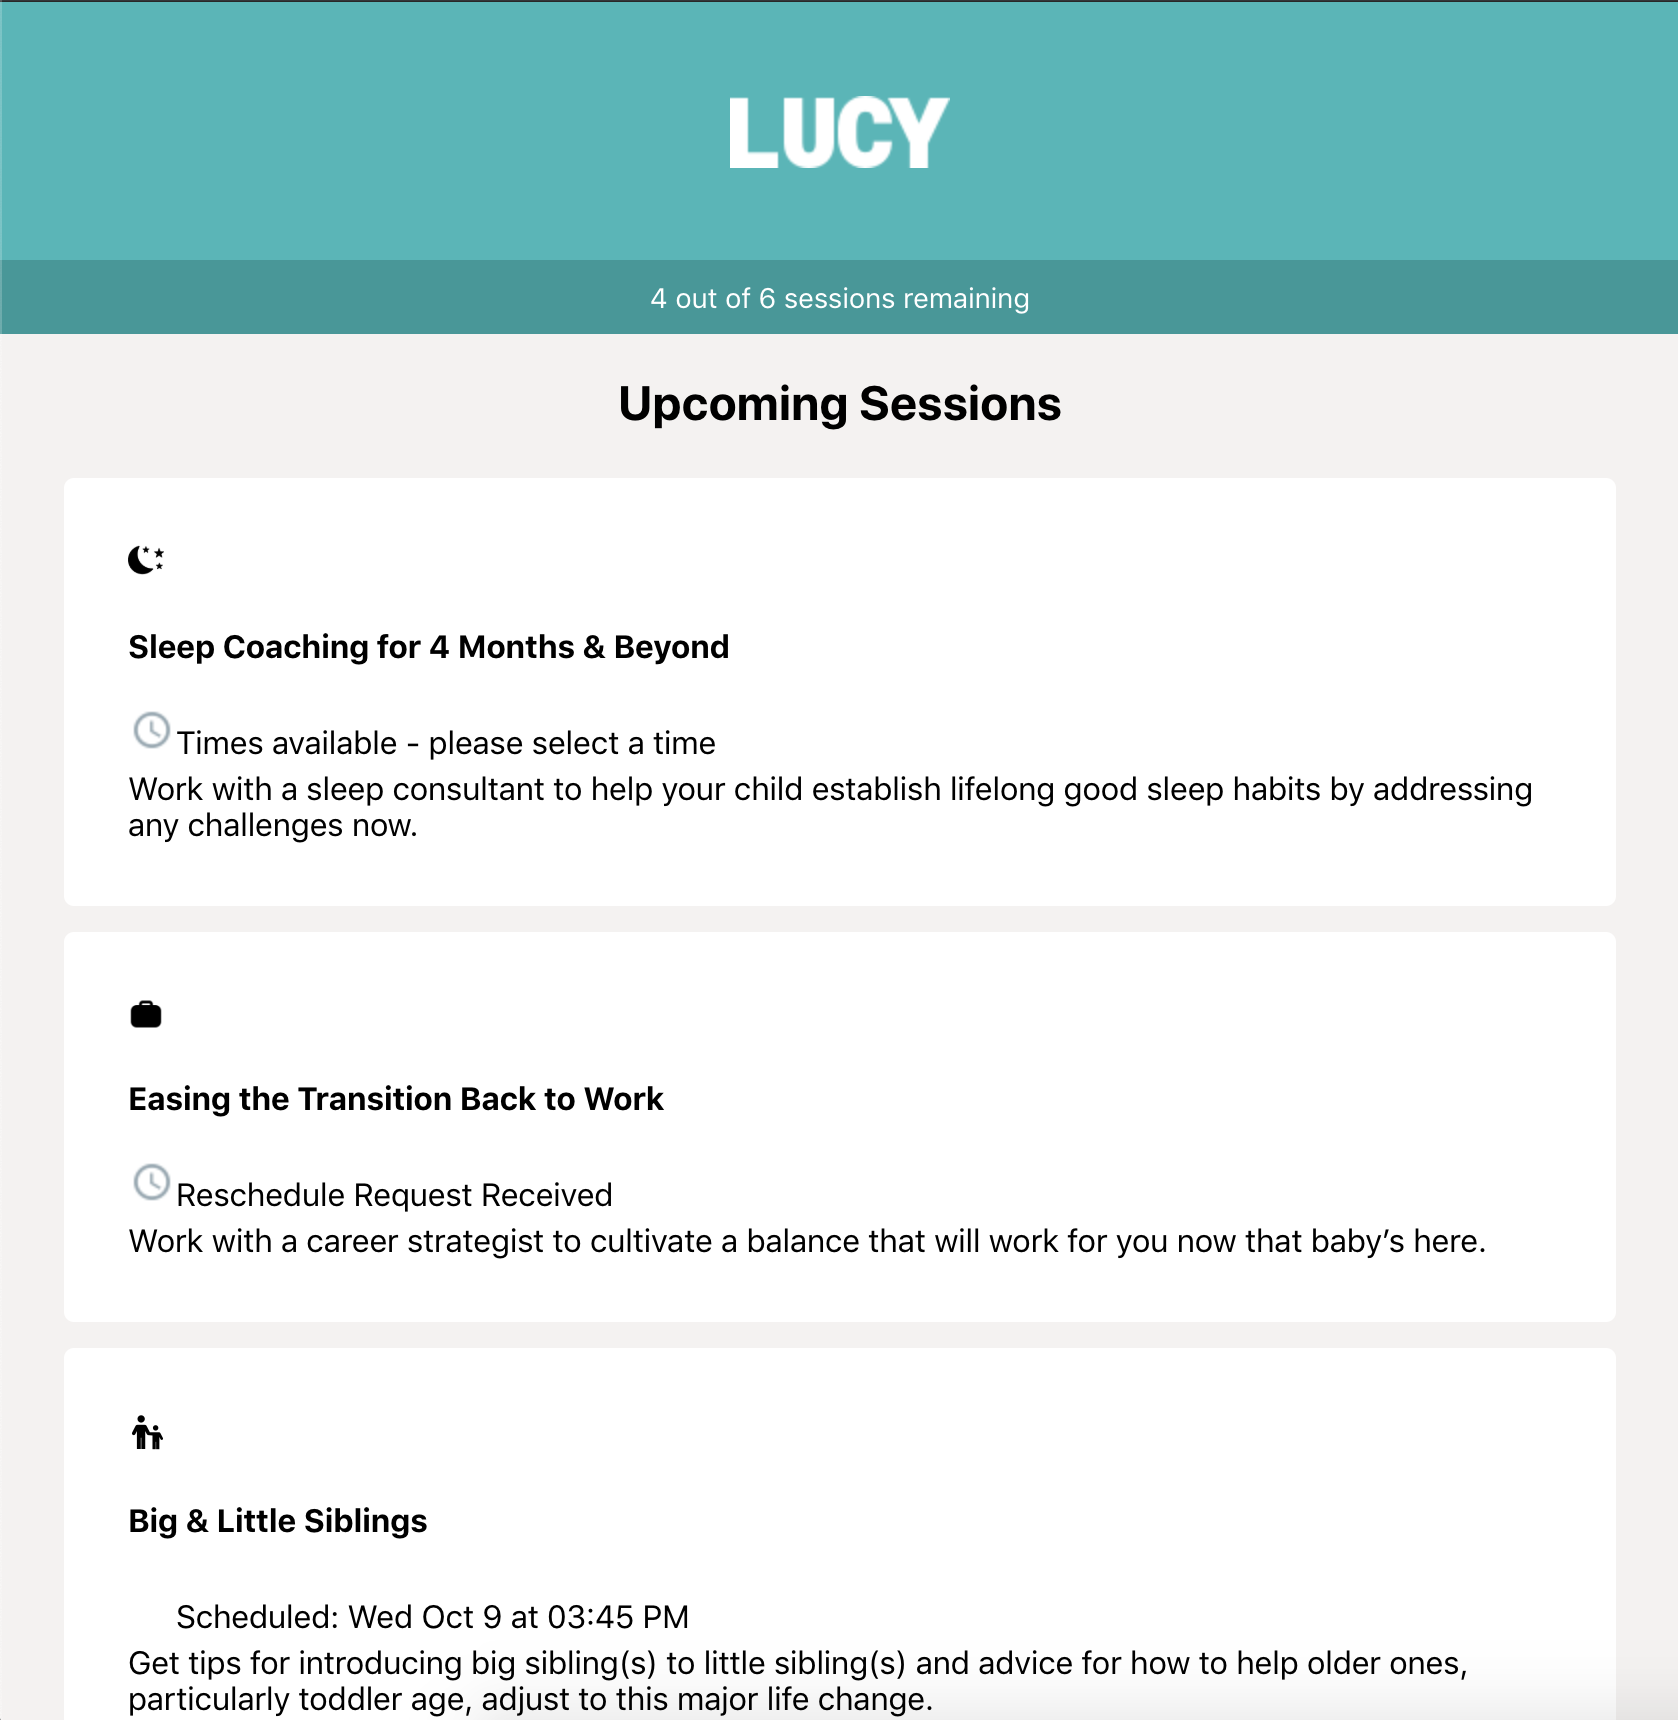 LUCY
4 out of 6 sessions remaining
Upcoming Sessions
Sleep Coaching for 4 Months & Beyond
Times available - please select a time
Work with a sleep consultant to help your child establish lifelong good sleep habits by addressing
any challenges now.
Easing the Transition Back to Work
Reschedule Request Received
Work with a career strategist to cultivate a balance that will work for you now that baby’s here.
Big & Little Siblings
Scheduled: Wed Oct 9 at 03:45 PM
Get tips for introducing big sibling(s) to little sibling(s) and advice for how to help older ones,
particularly toddler age, adjust to this major life change.